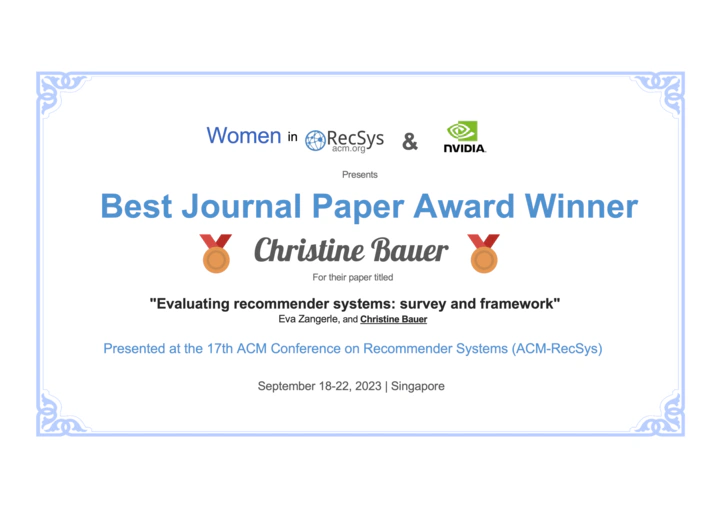 Women in RecSys & NVIDIA.
acm.org
Presents
Best Journal Paper Award Winner
Christine Bauer
For their paper titled
"Evaluating recommender systems: survey and framework"
Eva Zangerle, and Christine Bauer
Presented at the 17th ACM Conference on Recommender Systems (ACM-RecSys)
September 18-22, 2023 | Singapore